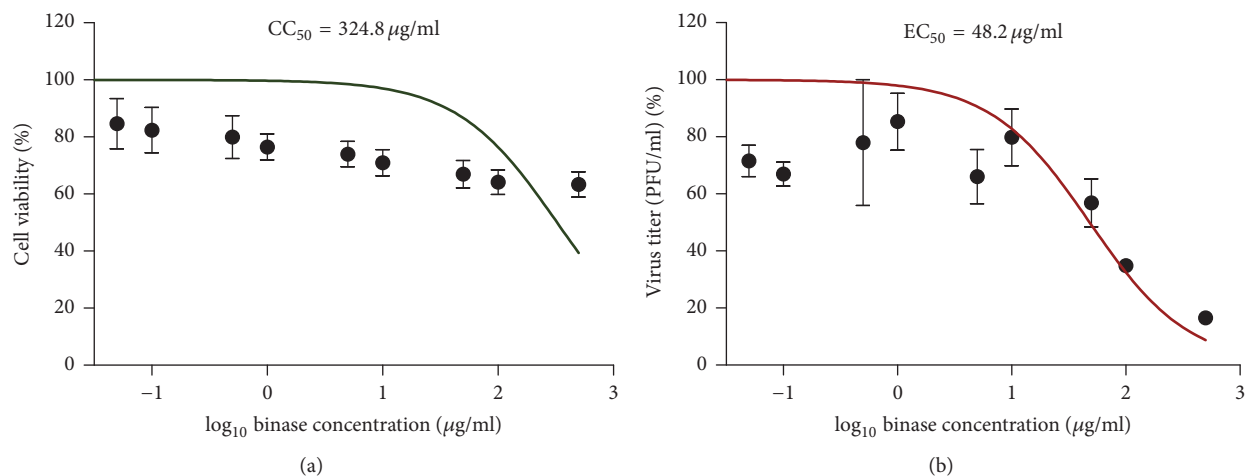 CC50 = 324.8 μg/ml
120
100
80
60
40
20
0
Cell viability (%)
−1 0 1 2 3
log10 binase concentration (μg/ml)
(a)
EC50 = 48.2 μg/ml
120
100
80
60
40
20
0
Virus titer (PFU/ml) (%)
−1 0 1 2 3
log10 binase concentration (μg/ml)
(b)